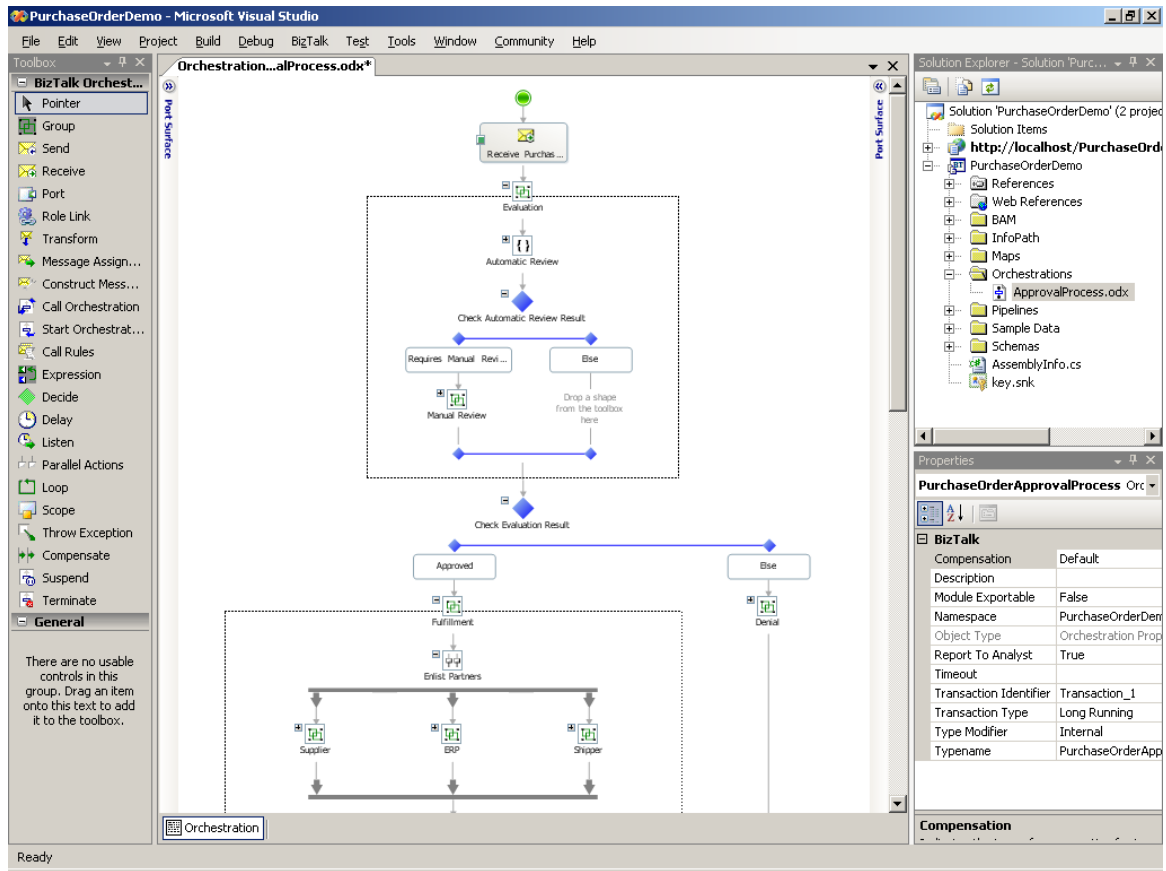 PurchaseOrderDemo - Microsoft Visual Studio
File Edit View Project Build Debug BizTalk Test Tools Window Community Help
Toolbox
BizTalk Orchest...
Pointer
Group
Send
Receive
Port
Role Link
Transform
Message Assign...
Construct Mess...
Call Orchestration
Start Orchestrat...
Call Rules
Expression
Decide
Delay
Listen
Parallel Actions
Loop
Scope
Throw Exception
Compensate
Suspend
Terminate
General
There are no usable
controls in this
group. Drag an item
onto this text to add
it to the toolbox.
Orchestration...alProcess.odx*
Port Surface
Port Surface
Receive Purchas...
Evaluation
Automatic Review
Check Automatic Review Result
Requires Manual Revi...
Else
Manual Review
Drop a shape
from the toolbox
here
Check Evaluation Result
Approved
Else
Fulfillment
Denial
Enlist Partners
Supplier
ERP
Shipper
Orchestration
Solution Explorer - Solution 'Purc...
Solution 'PurchaseOrderDemo' (2 projec
Solution Items
http://localhost/PurchaseOrd
PurchaseOrderDemo
References
Web References
BAM
InfoPath
Maps
Orchestrations
ApprovalProcess.odx
Pipelines
Sample Data
Schemas
AssemblyInfo.cs
key.snk
Properties
PurchaseOrderApprovalProcess Orc
BizTalk
Compensation Default
Description
Module Exportable False
Namespace PurchaseOrderDem
Object Type Orchestration Prop
Report To Analyst True
Timeout
Transaction Identifier Transaction_1
Transaction Type Long Running
Type Modifier Internal
Typename PurchaseOrderApp
Compensation
Ready